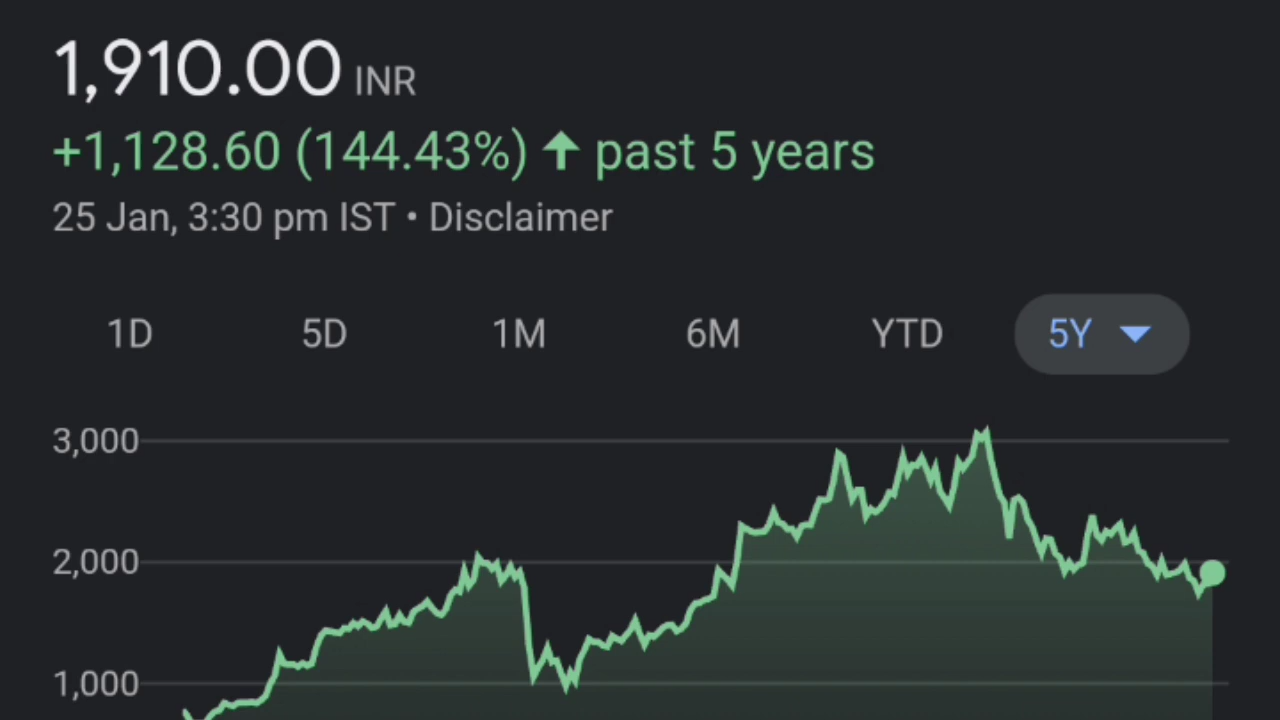 1,910.00 INR
+1,128.60 (144.43%) ↑ past 5 years
25 Jan, 3:30 pm IST • Disclaimer
1D 5D 1M 6M YTD 5Y
3,000
2,000
1,000